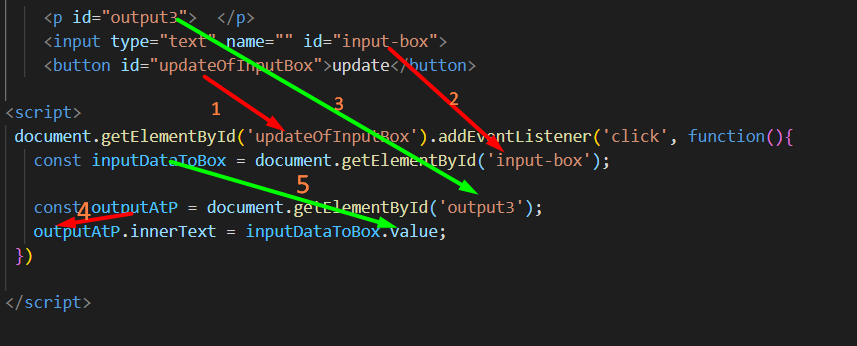 <p id="output3">  </p>
<input type="text" name="" id="input-box">
<button id="updateOfInputBox">update</button>
1
3
2
<script>
document.getElementById('updateOfInputBox').addEventListener('click', function(){
const inputDataToBox = document.getElementById('input-box');
5
4
const outputAtP = document.getElementById('output3');
outputAtP.innerText = inputDataToBox.value;
})
</script>